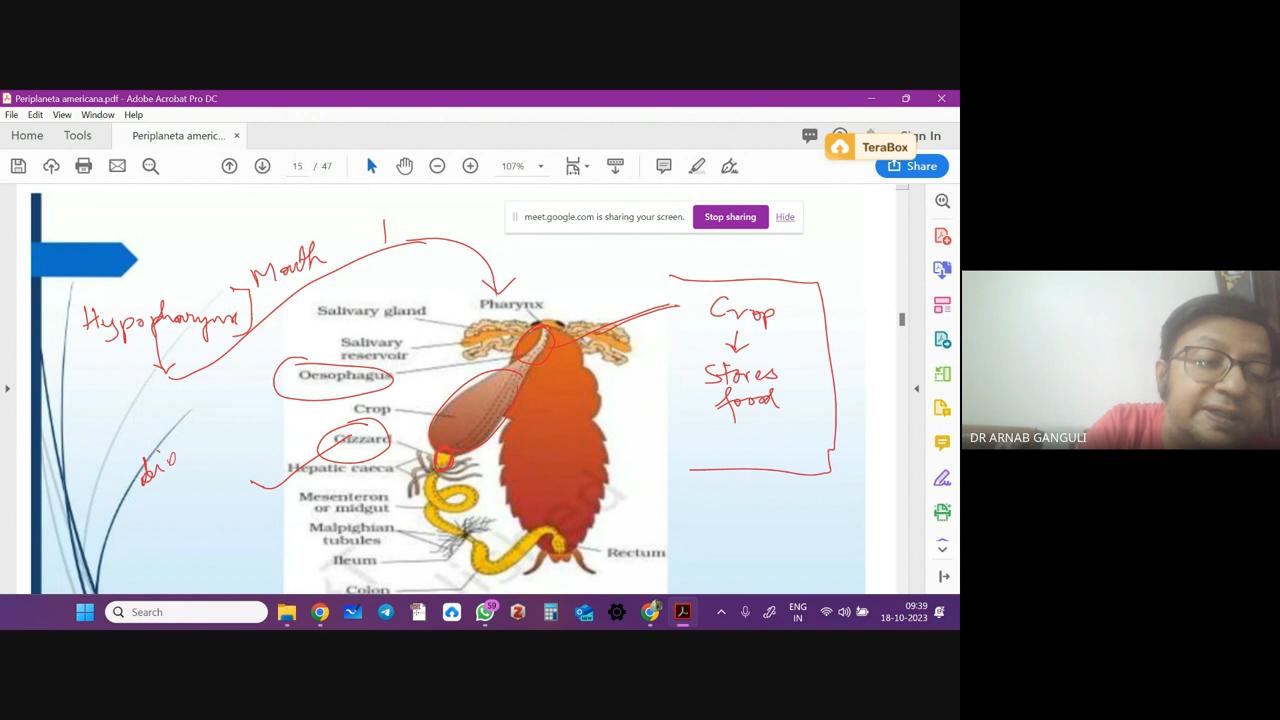 Periplaneta americana.pdf - Adobe Acrobat Pro DC
File Edit View Window Help
Home Tools Periplaneta americ... × Sign In
TeraBox
15 / 47 107% Share
meet.google.com is sharing your screen. Stop sharing Hide
Mouth
Hypopharynx
Pharynx
Salivary gland
Salivary
reservoir
Oesophagus
Crop
Gizzard
Hepatic caeca
Mesenteron
or midgut
Malpighian
tubules
Ileum
Colon
Rectum
Crop
Stores
food
DR ARNAB GANGULI
Search
59
ENG
IN
09:39
18-10-2023